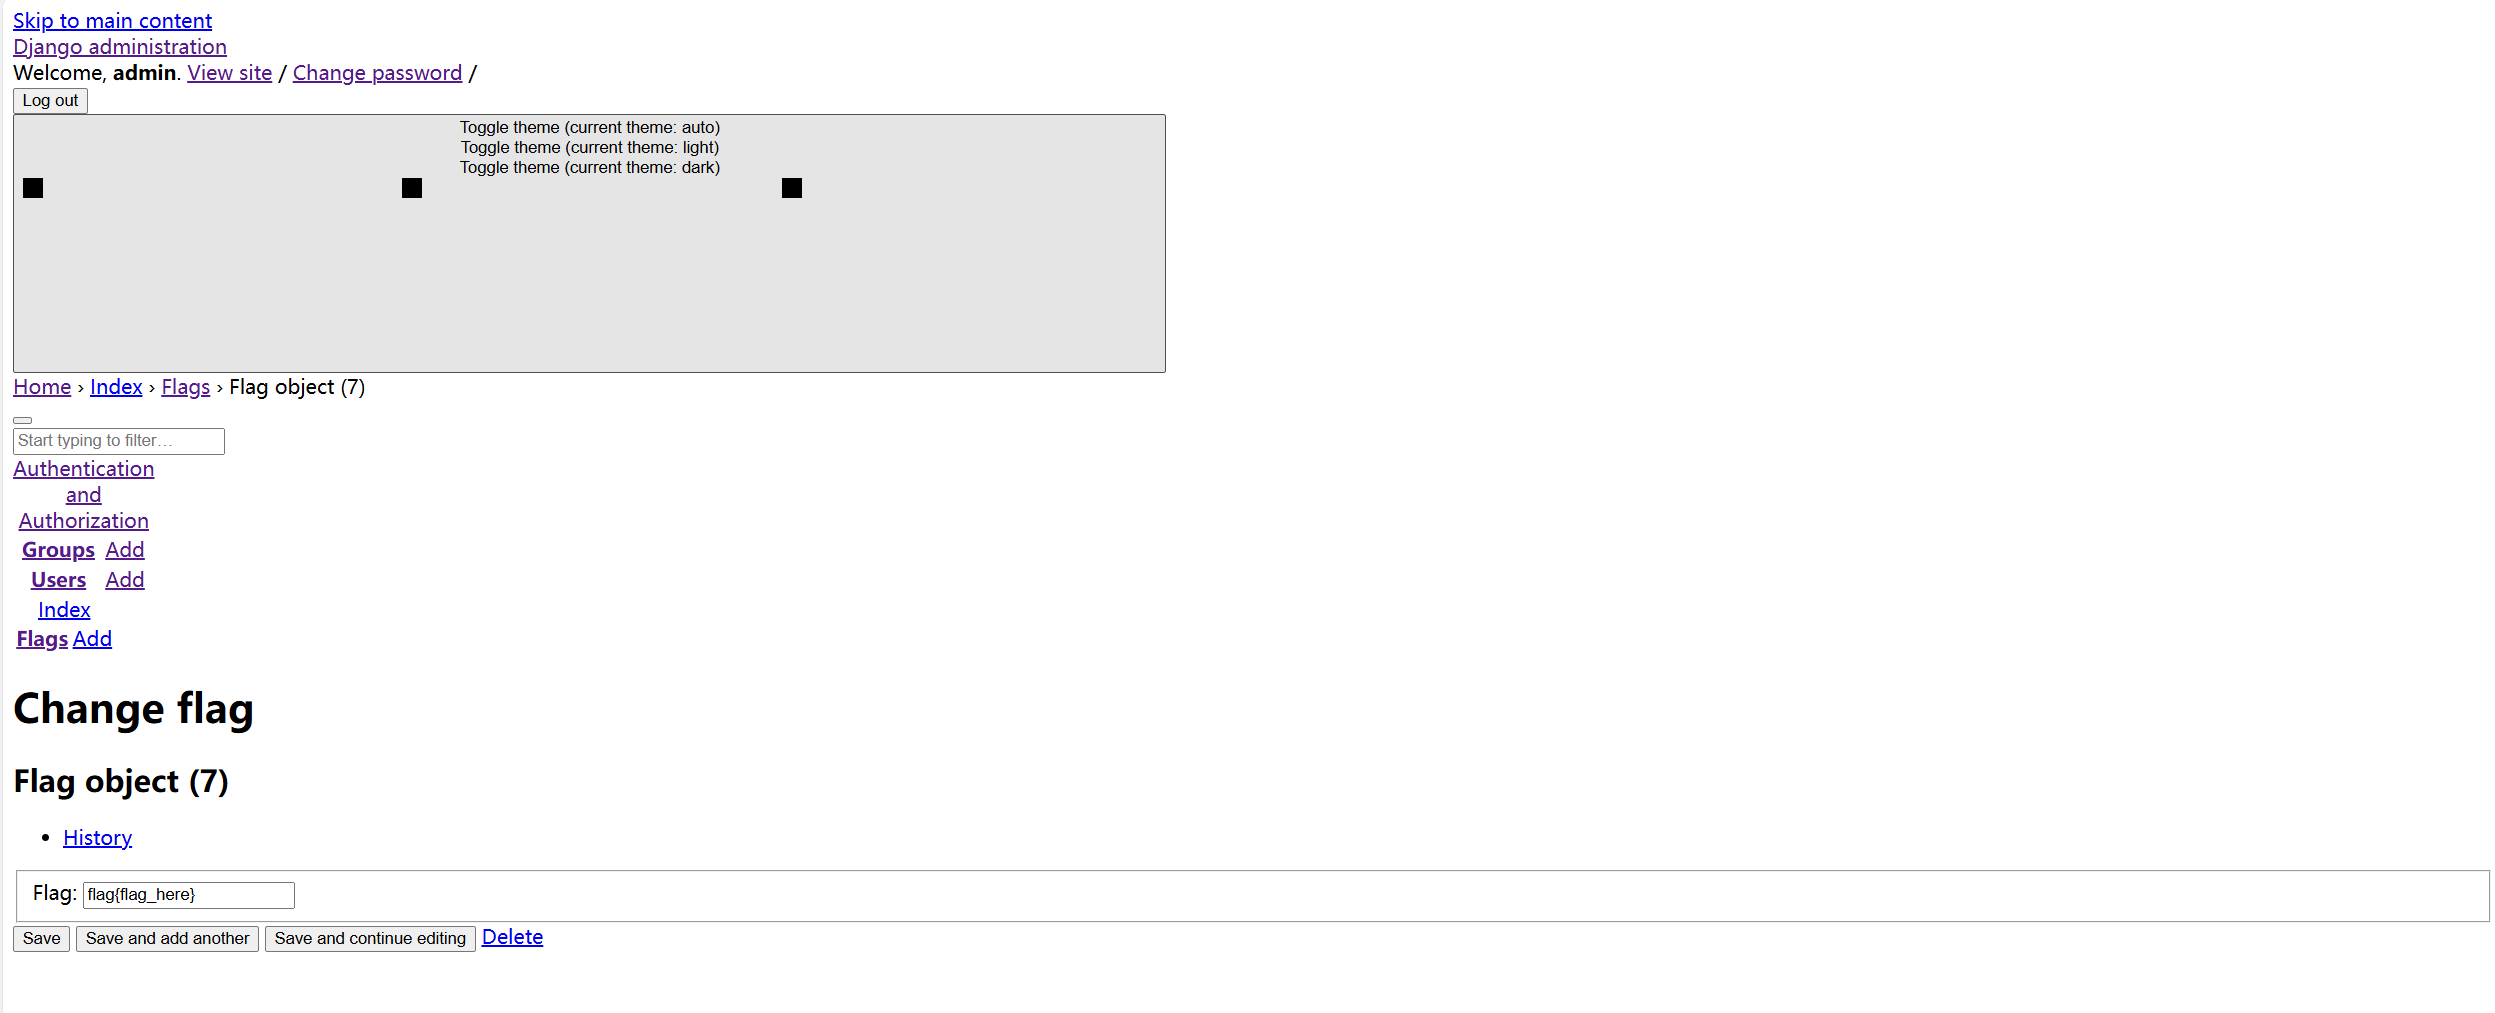 Skip to main content
Django administration
Welcome, admin. View site / Change password /
Log out
Toggle theme (current theme: auto)
Toggle theme (current theme: light)
Toggle theme (current theme: dark)
Home › Index › Flags › Flag object (7)
Start typing to filter…
Authentication
and
Authorization
Groups Add
Users Add
Index
Flags Add
Change flag
Flag object (7)
• History
Flag: flag{flag_here}
Save Save and add another Save and continue editing Delete